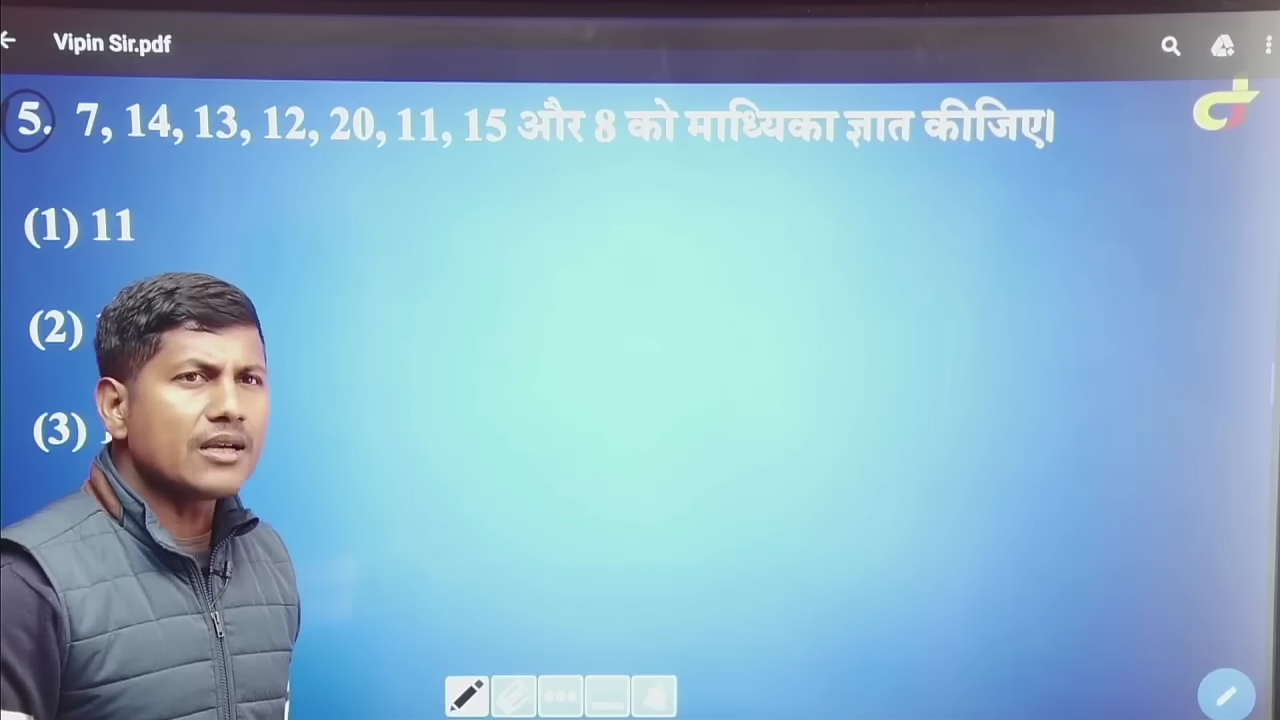 Vipin Sir.pdf
5. 7, 14, 13, 12, 20, 11, 15 और 8 को माध्यिका ज्ञात कीजिए।
(1) 11
(2)
(3)